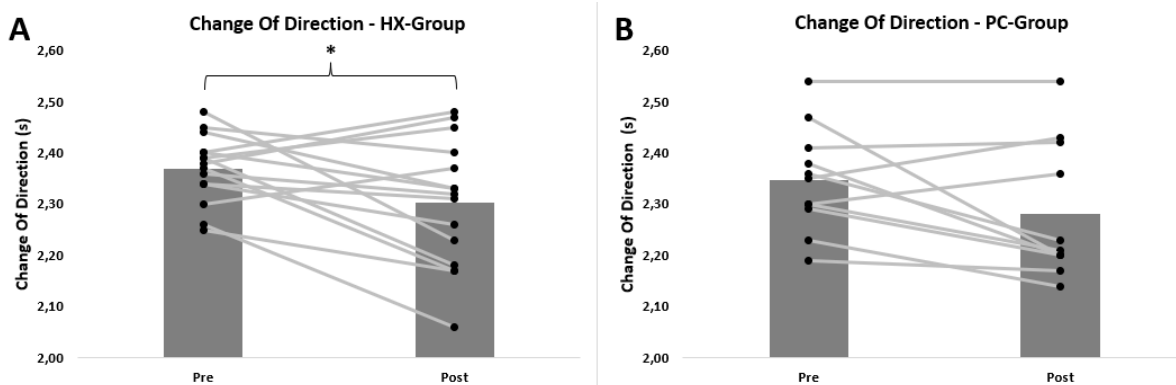 A
Change Of Direction - HX-Group
*
Change Of Direction (s)
2,60
2,50
2,40
2,30
2,20
2,10
2,00
Pre
Post
B
Change Of Direction - PC-Group
Change Of Direction (s)
2,60
2,50
2,40
2,30
2,20
2,10
2,00
Pre
Post